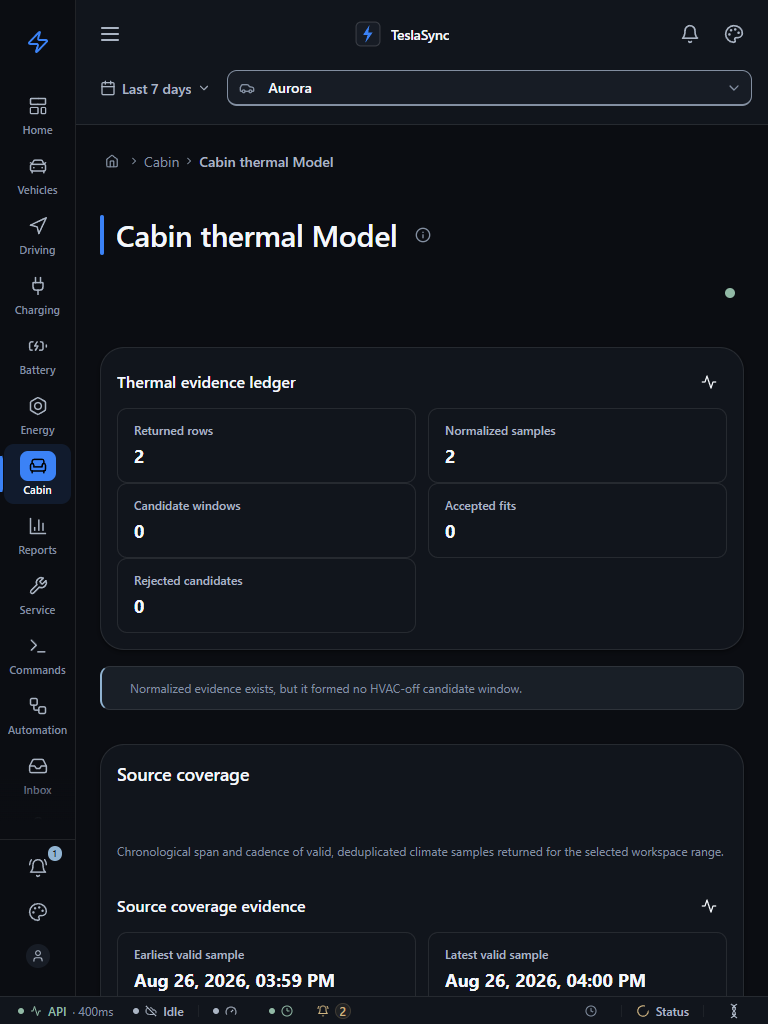 TeslaSync
Last 7 days
Aurora
Home
Vehicles
Driving
Charging
Battery
Energy
Cabin
Reports
Service
Commands
Automation
Inbox
1
Cabin
Cabin thermal Model
Cabin thermal Model
Thermal evidence ledger
Returned rows
2
Normalized samples
2
Candidate windows
0
Accepted fits
0
Rejected candidates
0
Normalized evidence exists, but it formed no HVAC-off candidate window.
Source coverage
Chronological span and cadence of valid, deduplicated climate samples returned for the selected workspace range.
Source coverage evidence
Earliest valid sample
Aug 26, 2026, 03:59 PM
Latest valid sample
Aug 26, 2026, 04:00 PM
API · 400ms
Idle
2
Status